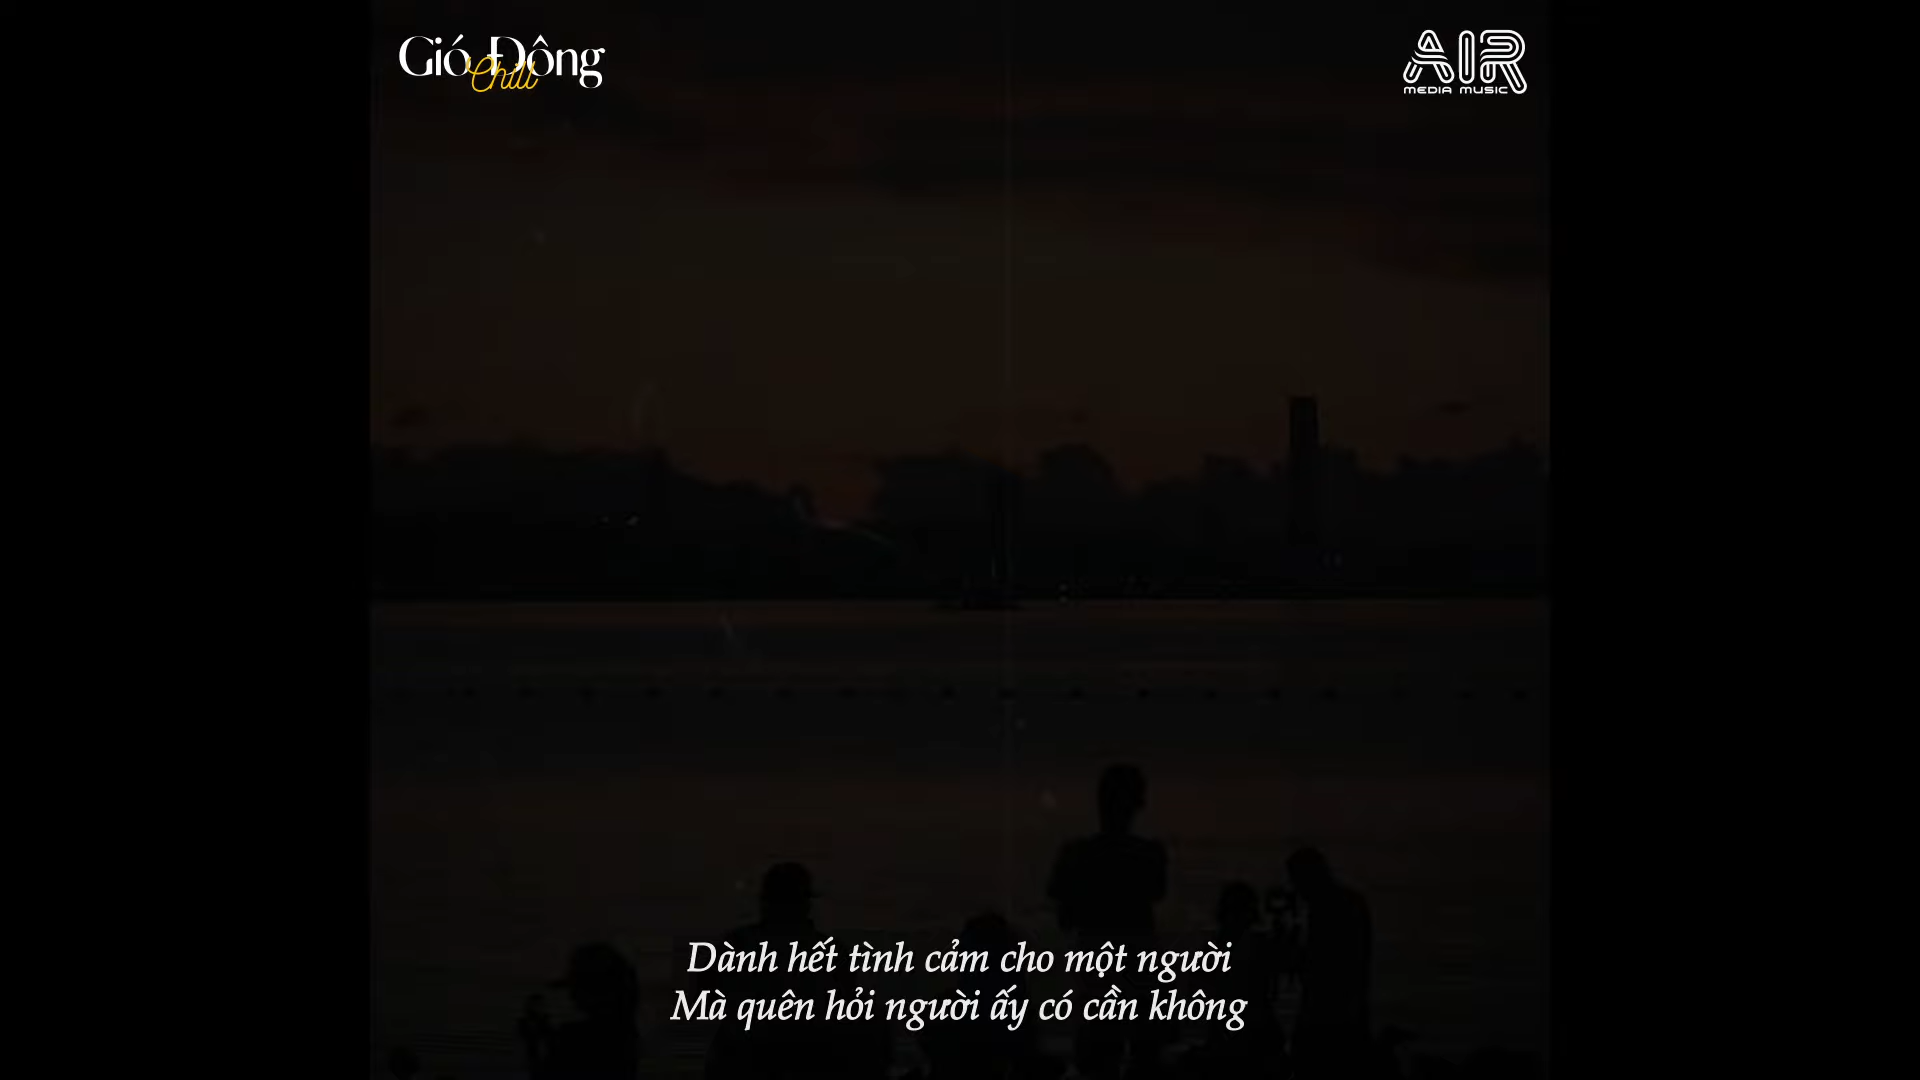 Gió Đông
Chill
AIR
MEDIA MUSIC
Dành hết tình cảm cho một người
Mà quên hỏi người ấy có cần không